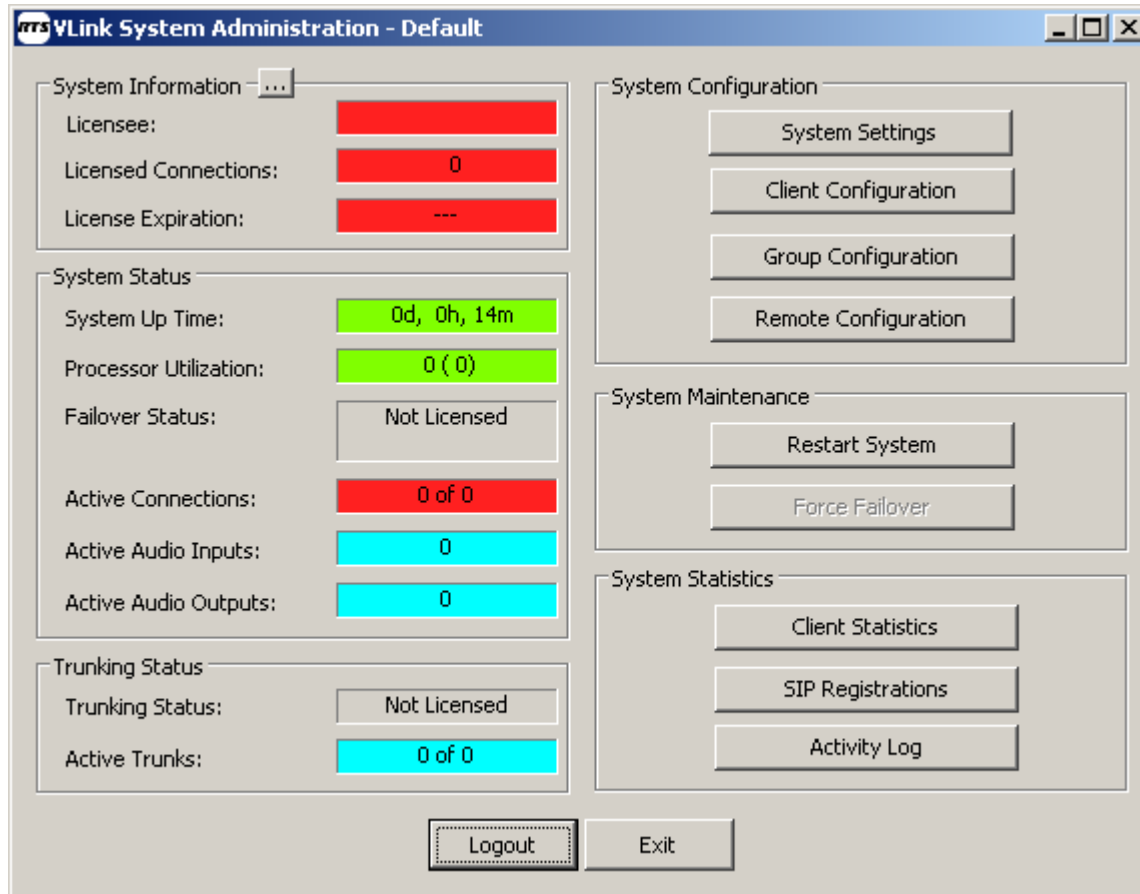 RTS VLink System Administration - Default
System Information ...
Licensee:
Licensed Connections: 0
License Expiration: ---
System Status
System Up Time: 0d, 0h, 14m
Processor Utilization: 0 ( 0)
Failover Status: Not Licensed
Active Connections: 0 of 0
Active Audio Inputs: 0
Active Audio Outputs: 0
Trunking Status
Trunking Status: Not Licensed
Active Trunks: 0 of 0
System Configuration
System Settings
Client Configuration
Group Configuration
Remote Configuration
System Maintenance
Restart System
Force Failover
System Statistics
Client Statistics
SIP Registrations
Activity Log
Logout
Exit